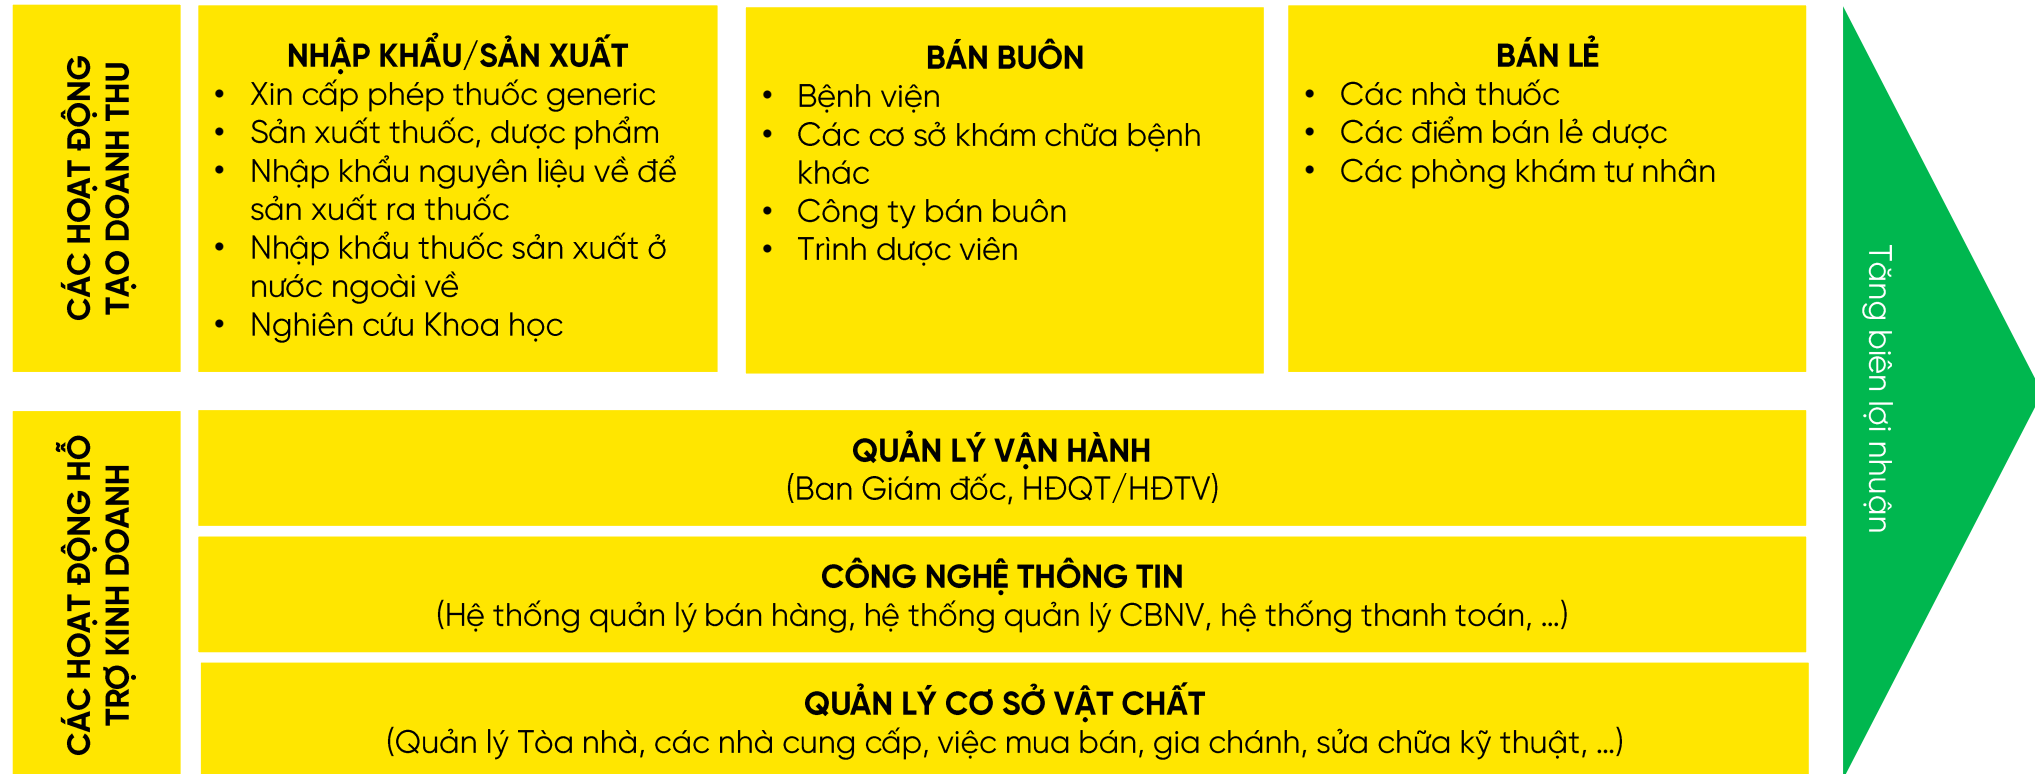 CÁC HOẠT ĐỘNG
TẠO DOANH THU
NHẬP KHẨU/SẢN XUẤT
• Xin cấp phép thuốc generic
• Sản xuất thuốc, dược phẩm
• Nhập khẩu nguyên liệu về để
sản xuất ra thuốc
• Nhập khẩu thuốc sản xuất ở
nước ngoài về
• Nghiên cứu Khoa học
BÁN BUÔN
• Bệnh viện
• Các cơ sở khám chữa bệnh
khác
• Công ty bán buôn
• Trình dược viên
BÁN LẺ
• Các nhà thuốc
• Các điểm bán lẻ dược
• Các phòng khám tư nhân
CÁC HOẠT ĐỘNG HỖ
TRỢ KINH DOANH
QUẢN LÝ VẬN HÀNH
(Ban Giám đốc, HĐQT/HĐTV)
CÔNG NGHỆ THÔNG TIN
(Hệ thống quản lý bán hàng, hệ thống quản lý CBNV, hệ thống thanh toán, ...)
QUẢN LÝ CƠ SỞ VẬT CHẤT
(Quản lý Tòa nhà, các nhà cung cấp, việc mua bán, gia chánh, sửa chữa kỹ thuật, ...)
Tăng biên lợi nhuận